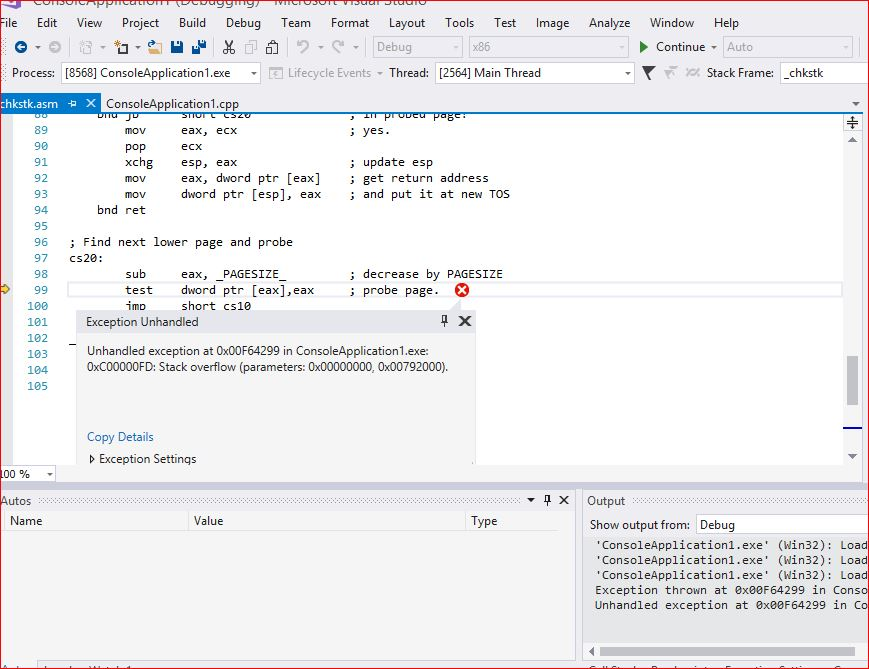 ConsoleApplication1 (Debugging) - Microsoft Visual Studio
File Edit View Project Build Debug Team Format Layout Tools Test Image Analyze Window Help
Debug x86 Continue Auto
Process: [8568] ConsoleApplication1.exe Lifecycle Events Thread: [2564] Main Thread Stack Frame: _chkstk
chkstk.asm ConsoleApplication1.cpp
88 bnd jb short cs20 ; in probed page?
89 mov eax, ecx ; yes.
90 pop ecx
91 xchg esp, eax ; update esp
92 mov eax, dword ptr [eax] ; get return address
93 mov dword ptr [esp], eax ; and put it at new TOS
94 bnd ret
95
96 ; Find next lower page and probe
97 cs20:
98 sub eax, _PAGESIZE_ ; decrease by PAGESIZE
99 test dword ptr [eax],eax ; probe page.
100 jmp short cs10
101
102
103
104
105
Exception Unhandled
Unhandled exception at 0x00F64299 in ConsoleApplication1.exe:
0xC00000FD: Stack overflow (parameters: 0x00000000, 0x00792000).
Copy Details
Exception Settings
100 %
Autos
Name Value Type
Output
Show output from: Debug
'ConsoleApplication1.exe' (Win32): Load
'ConsoleApplication1.exe' (Win32): Load
'ConsoleApplication1.exe' (Win32): Load
Exception thrown at 0x00F64299 in Conso
Unhandled exception at 0x00F64299 in Co